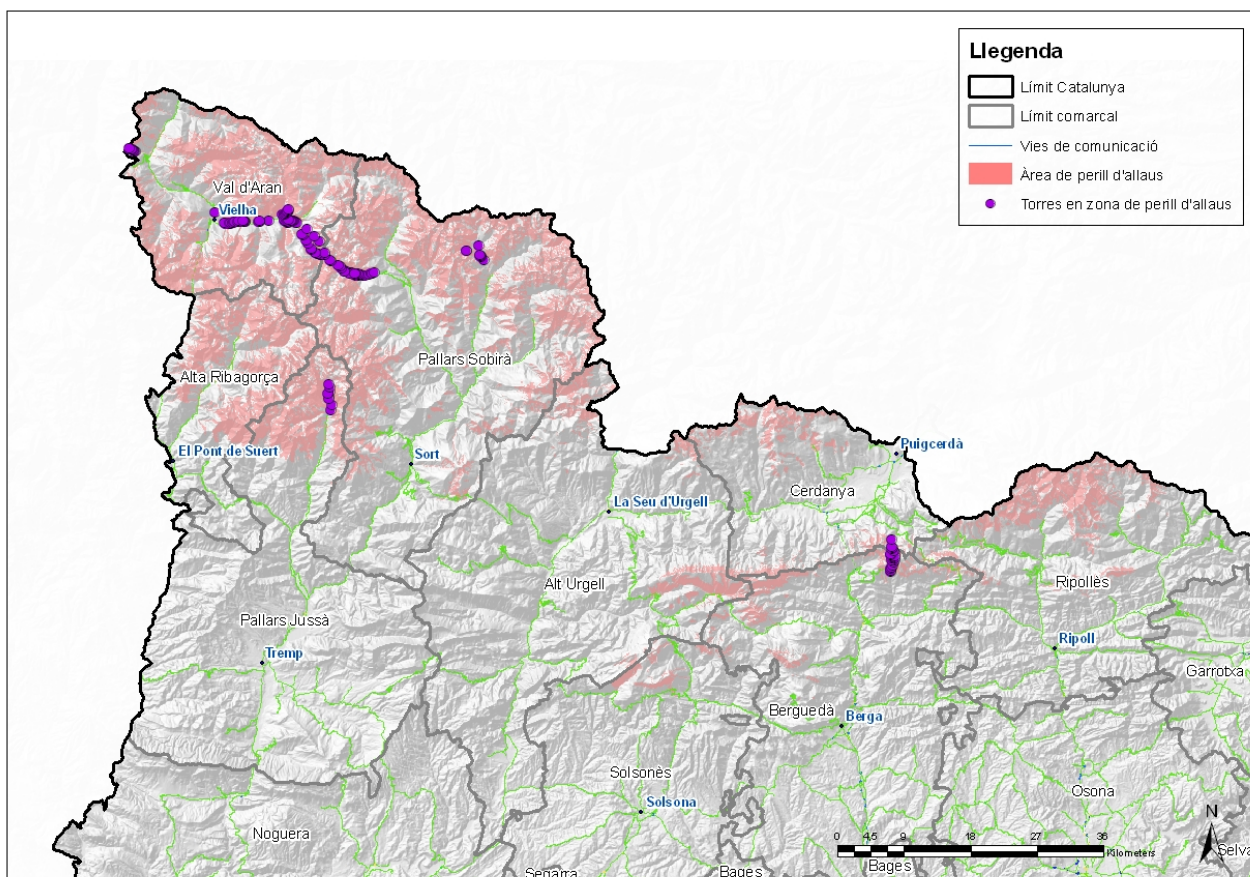 Llegenda
Límit Catalunya
Límit comarcal
Vies de comunicació
Àrea de perill d'allaus
Torres en zona de perill d'allaus
Val d'Aran
Vielha
Pallars Sobirà
Alta Ribagorça
El Pont de Suert
Sort
Puigcerdà
Cerdanya
La Seu d'Urgell
Alt Urgell
Ripollès
Pallars Jussà
Tremp
Ripoll
Garrotxa
Berguedà
Berga
Solsonès
Solsona
Osona
Noguera
N
0 4,5 9 18 27 36
Kilometers
Segarra
Bages
Bages
Selva